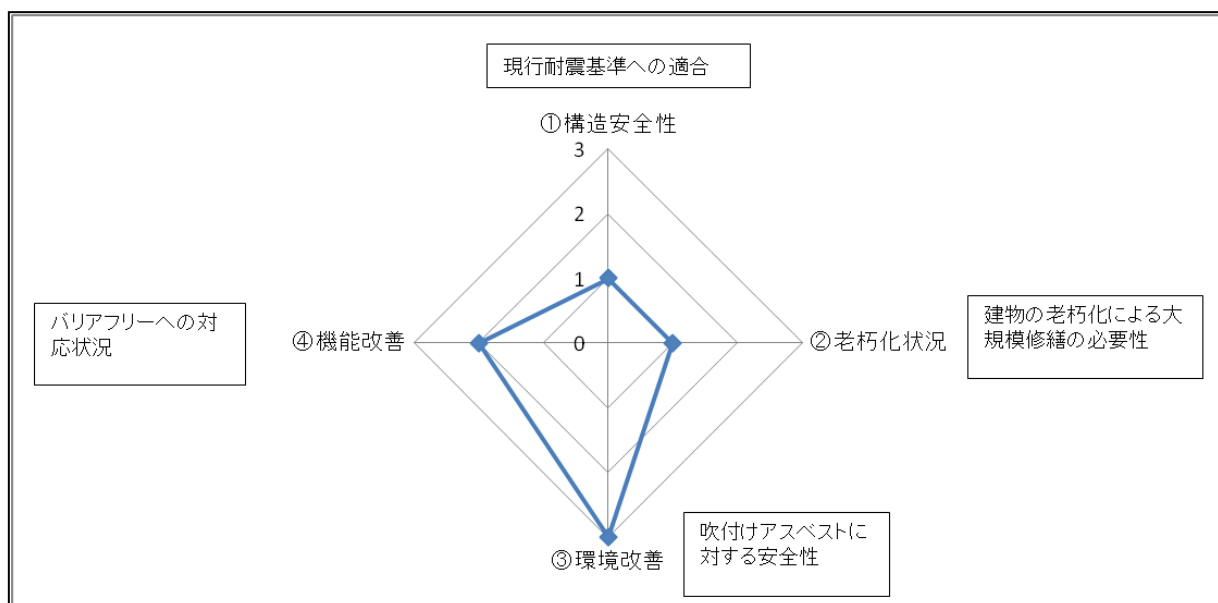 現行耐震基準への適合
①構造安全性
3
2
1
0
バリアフリーへの対
応状況
④機能改善
②老朽化状況
建物の老朽化による大
規模修繕の必要性
③環境改善
吹付けアスベストに
対する安全性